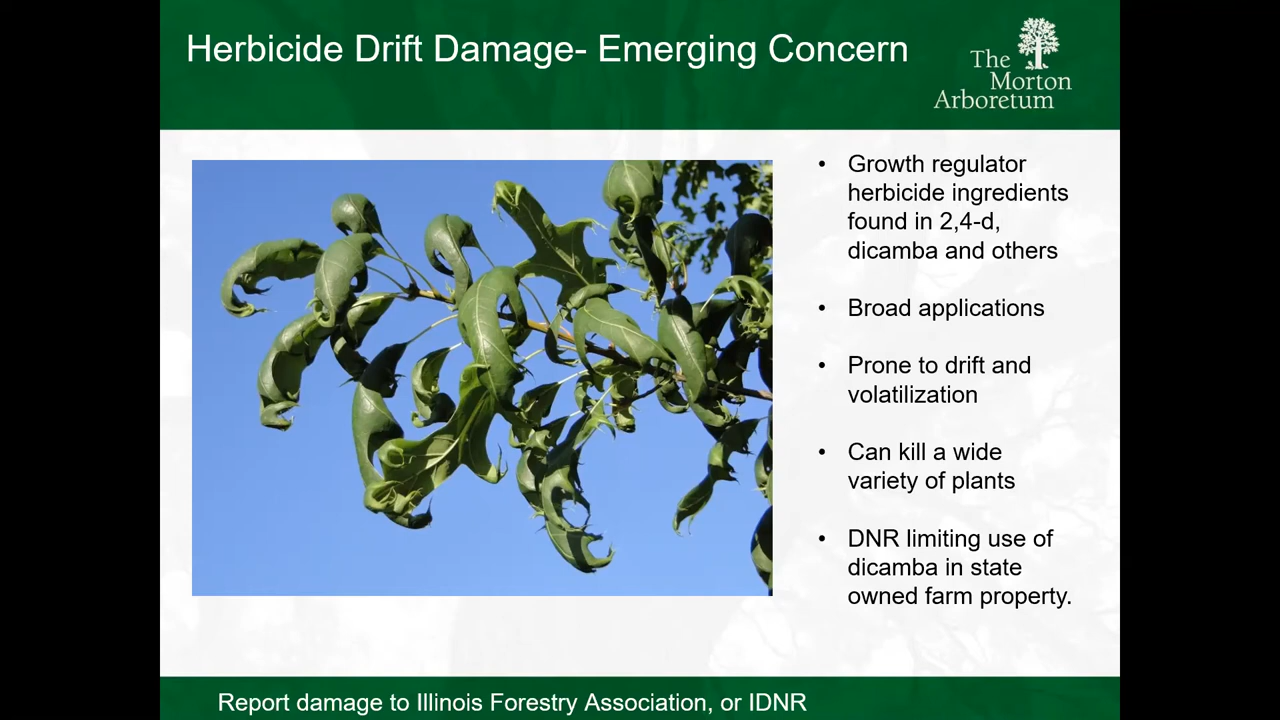 Herbicide Drift Damage- Emerging Concern
The
Morton
Arboretum
• Growth regulator
herbicide ingredients
found in 2,4-d,
dicamba and others
• Broad applications
• Prone to drift and
volatilization
• Can kill a wide
variety of plants
• DNR limiting use of
dicamba in state
owned farm property.
Report damage to Illinois Forestry Association, or IDNR